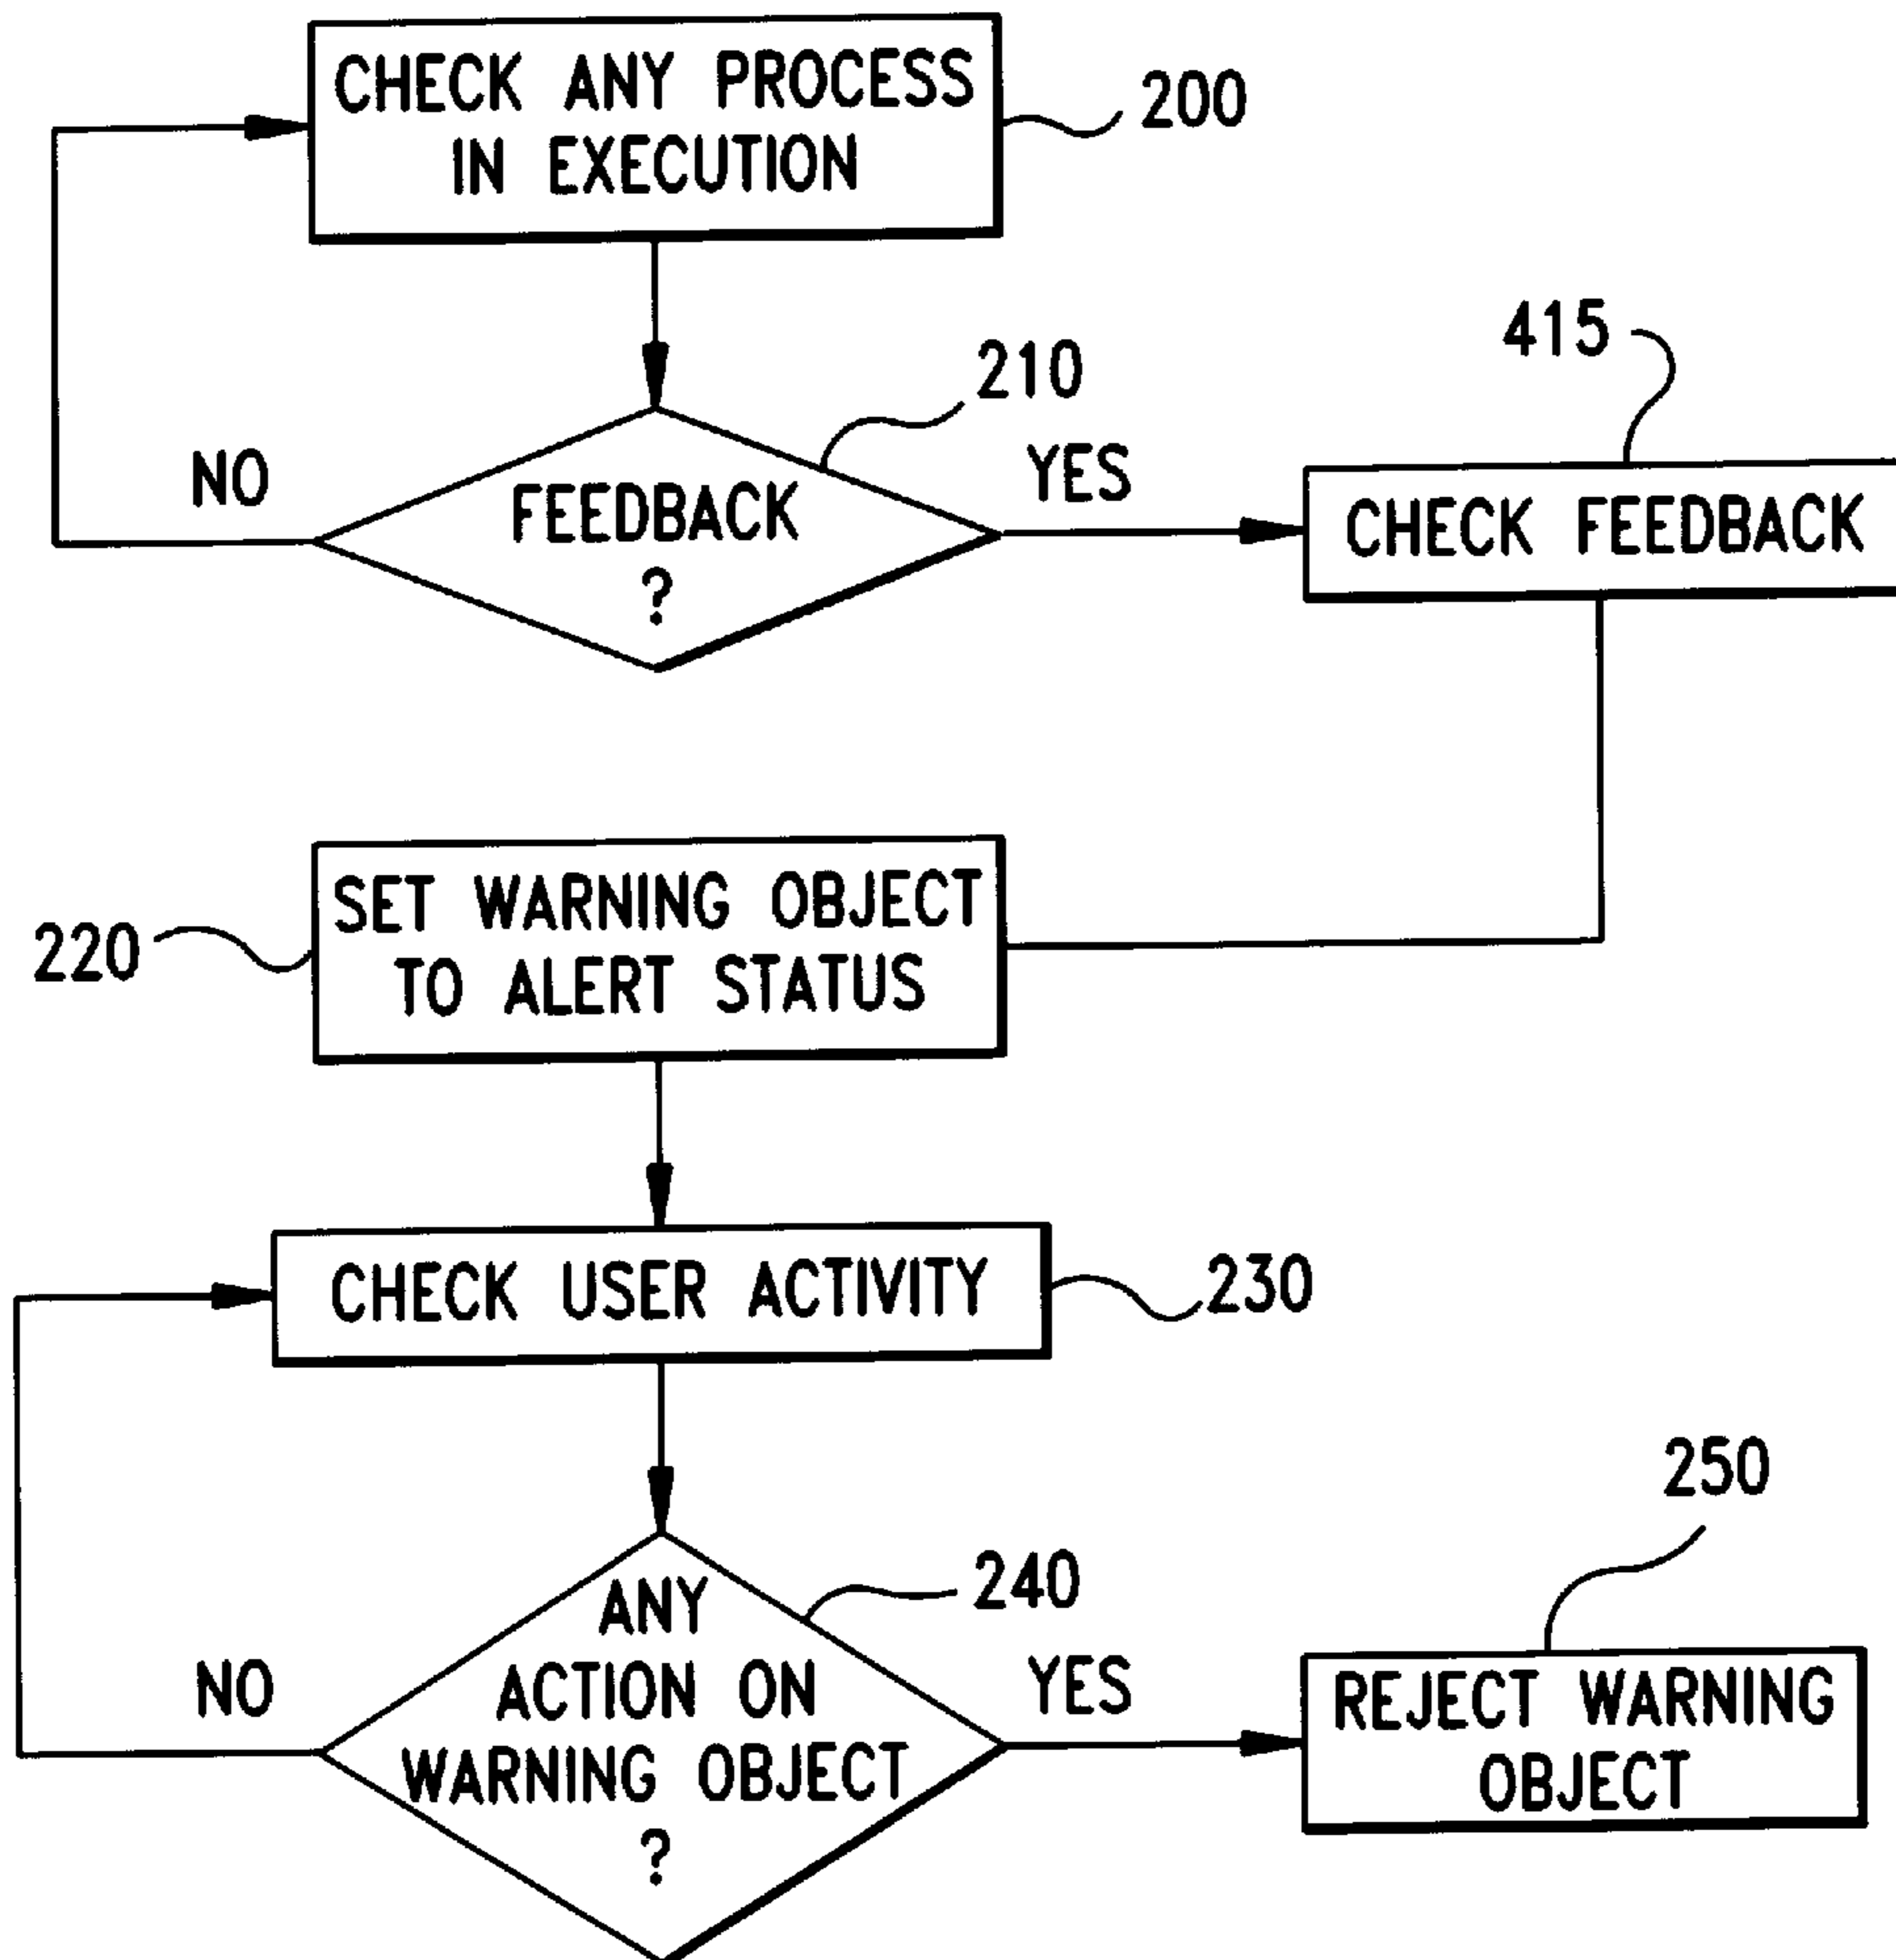 CHECK ANY PROCESS
IN EXECUTION
200
415
210
NO
YES
FEEDBACK
?
CHECK FEEDBACK
SET WARNING OBJECT
TO ALERT STATUS
220
CHECK USER ACTIVITY
230
250
240
ANY
ACTION ON
WARNING OBJECT
?
NO
YES
REJECT WARNING
OBJECT